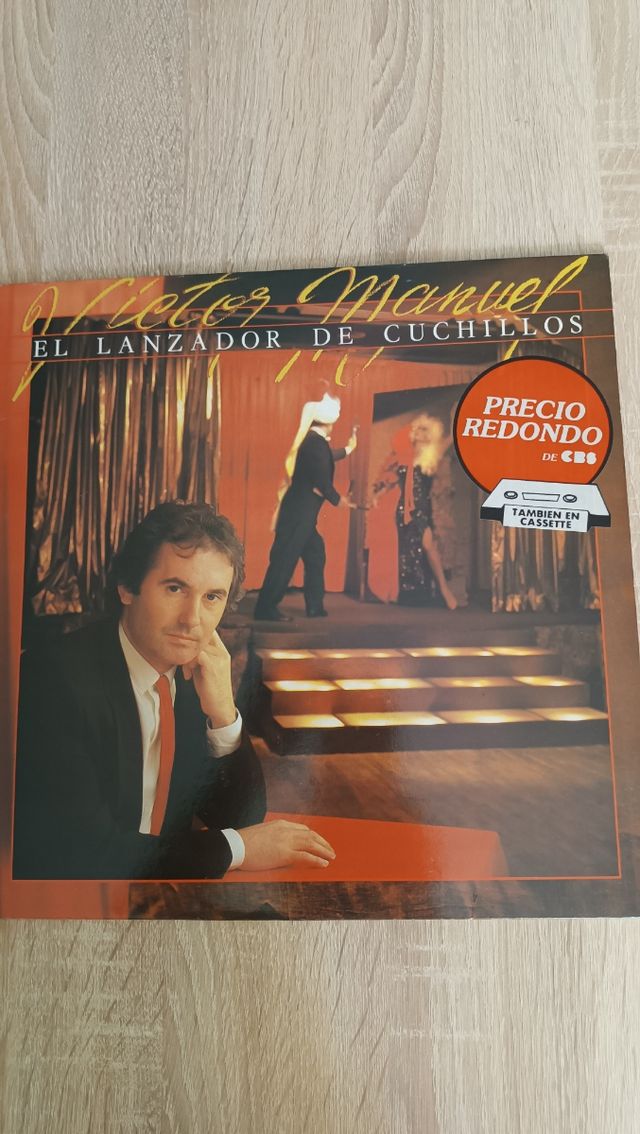 Victor Manuel
EL LANZADOR DE CUCHILLOS
PRECIO
REDONDO
DE CBS
TAMBIEN EN
CASSETTE